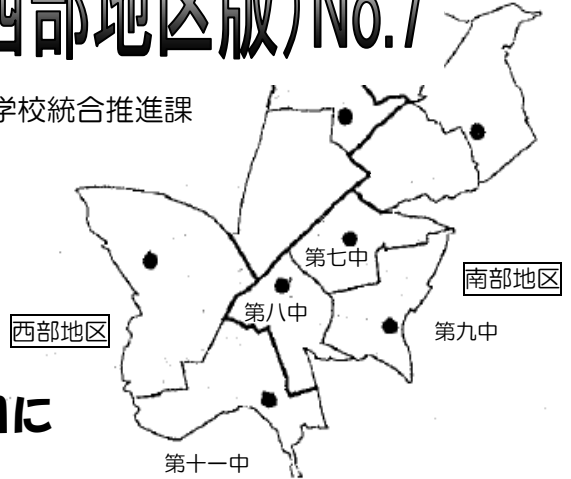 西部地区版)No.7
学校統合推進課
第七中
南部地区
第八中
西部地区
第九中
に
第十一中